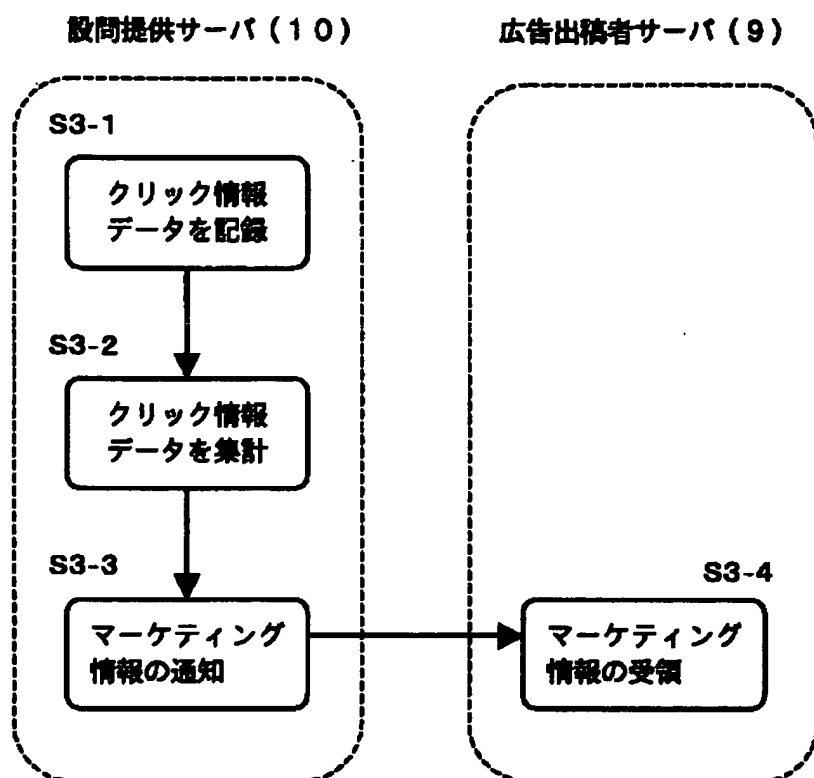 設問提供サーバ（１０）
広告出稿者サーバ（９）
S3-1
クリック情報
データを記録
S3-2
クリック情報
データを集計
S3-3
マーケティング
情報の通知
S3-4
マーケティング
情報の受領